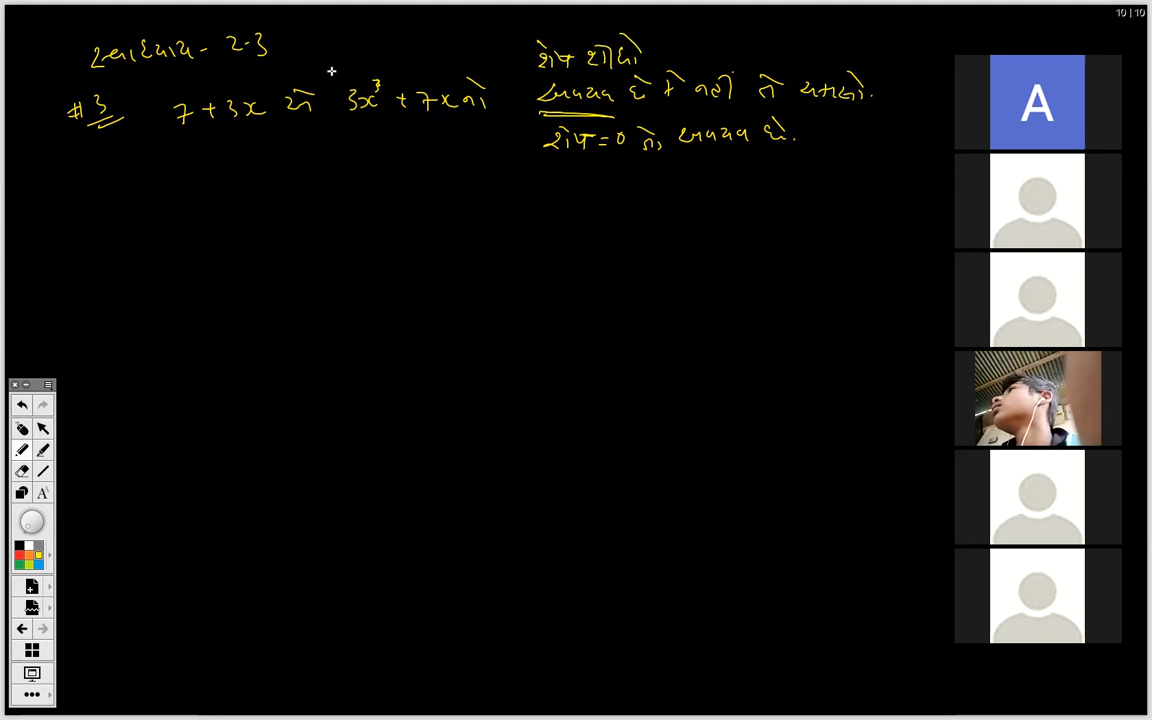 સ્વાધ્યાય - 2.3
#3 7 + 3x એ 3x³ + 7x નો
શેષ શોધો
અવયવ છે કે નહીં તે ચકાસો.
શેષ = 0 તો, અવયવ છે.
10 | 10
A